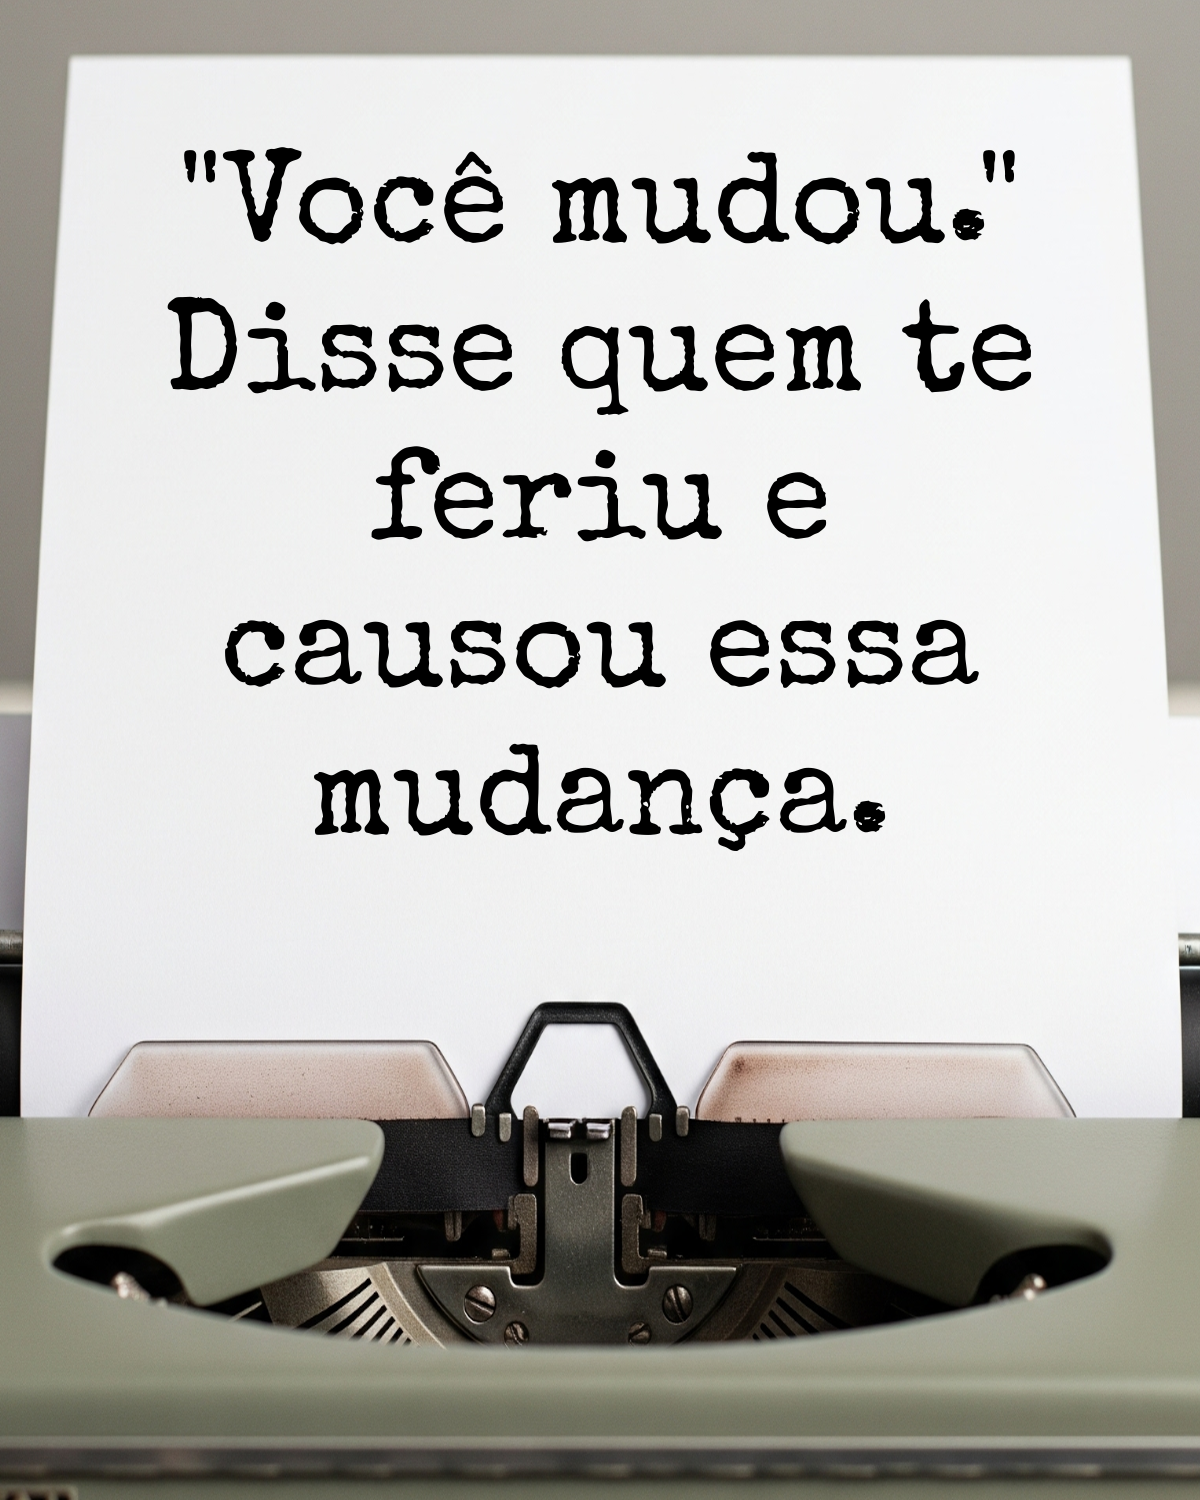 "Você mudou."
Disse quem te
feriu e
causou essa
mudança.